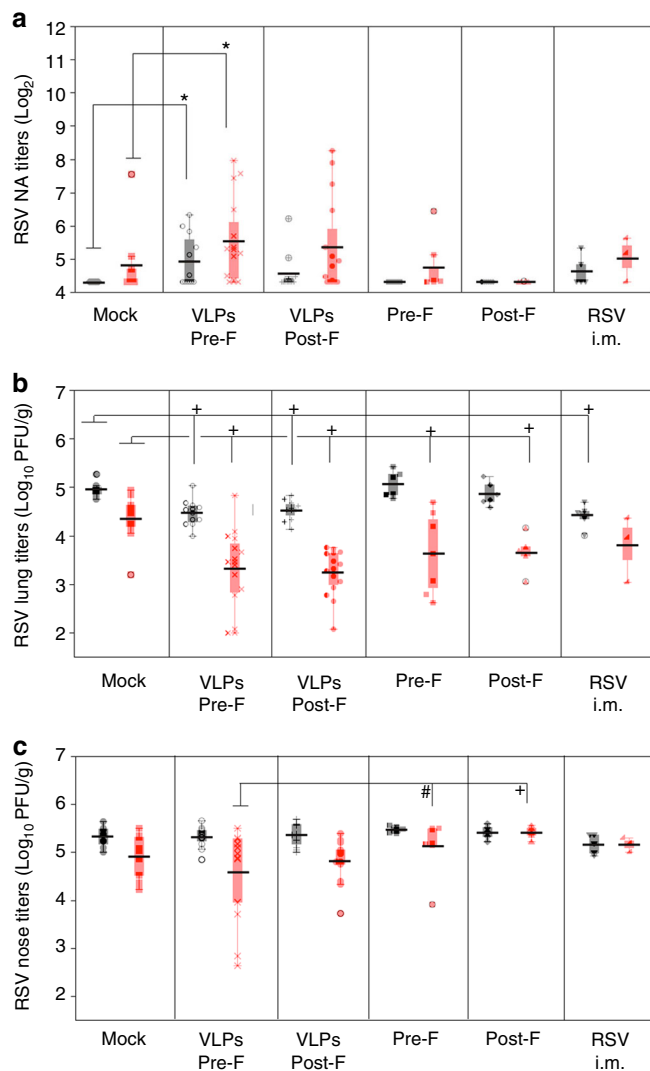 a
RSV NA titers (Log2)
12
11
10
9
8
7
6
5
4
*
*
Mock
VLPs
Pre-F
VLPs
Post-F
Pre-F
Post-F
RSV
i.m.
b
RSV lung titers (Log10 PFU/g)
7
6
5
4
3
2
+
+
+
+
+
+
+
Mock
VLPs
Pre-F
VLPs
Post-F
Pre-F
Post-F
RSV
i.m.
c
RSV nose titers (Log10 PFU/g)
7
6
5
4
3
2
#
+
Mock
VLPs
Pre-F
VLPs
Post-F
Pre-F
Post-F
RSV
i.m.